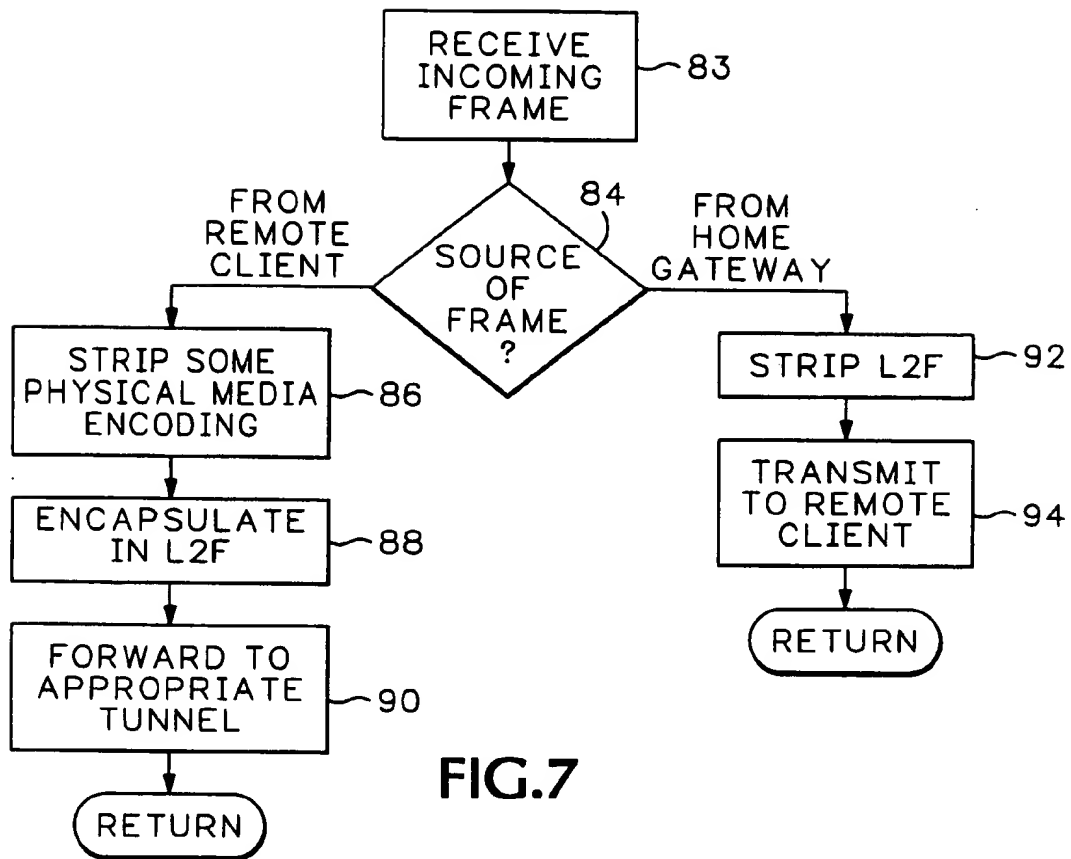 RECEIVE
INCOMING
FRAME
83
84
FROM
REMOTE
CLIENT
SOURCE
OF
FRAME
?
FROM
HOME
GATEWAY
STRIP SOME
PHYSICAL MEDIA
ENCODING
86
ENCAPSULATE
IN L2F
88
FORWARD TO
APPROPRIATE
TUNNEL
90
RETURN
STRIP L2F
92
TRANSMIT
TO REMOTE
CLIENT
94
RETURN
FIG.7